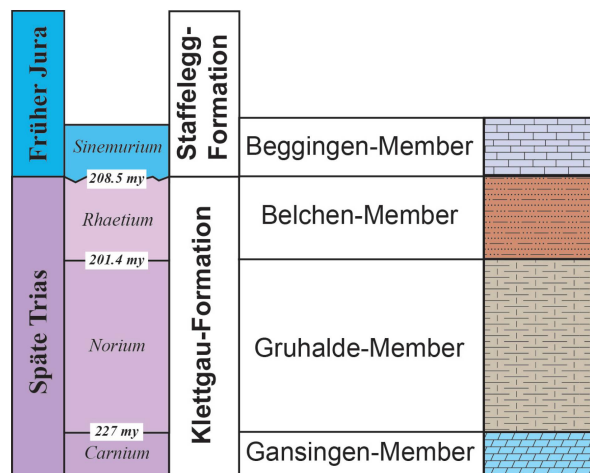 Früher Jura
Späte Trias
Sinemurium
208.5 my
Rhaetium
201.4 my
Norium
227 my
Carnium
Staffelegg-
Formation
Klettgau-Formation
Beggingen-Member
Belchen-Member
Gruhalde-Member
Gansingen-Member